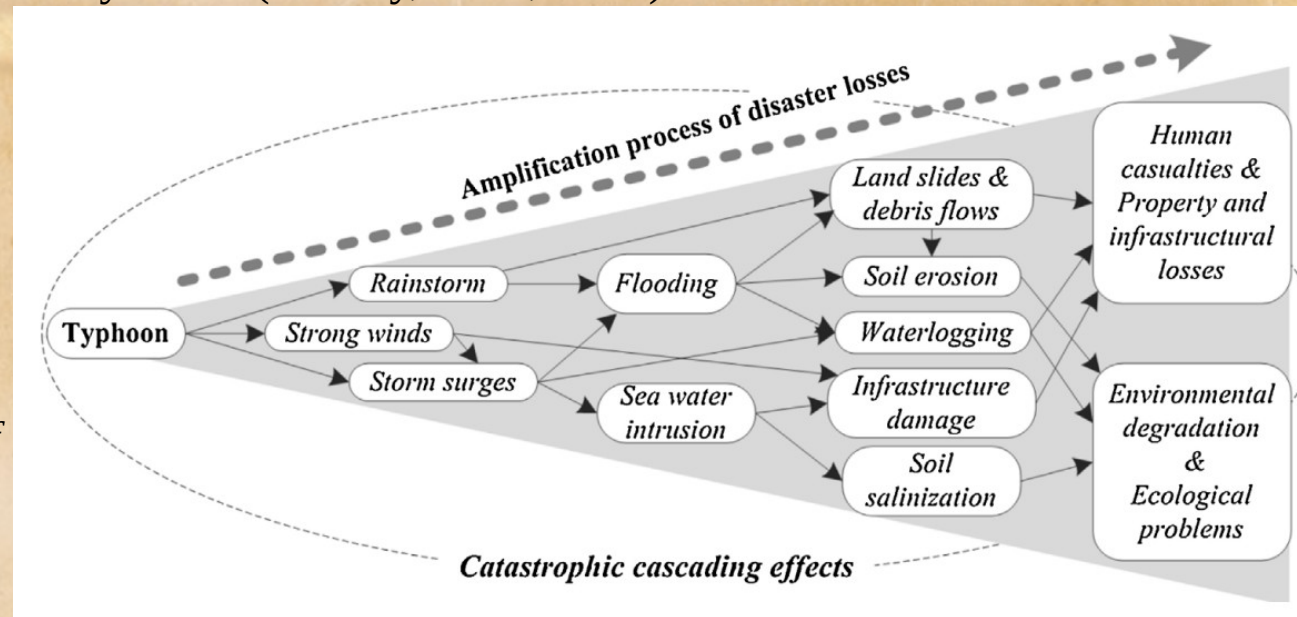 Amplification process of disaster losses
Typhoon
Rainstorm
Strong winds
Storm surges
Flooding
Sea water
intrusion
Land slides &
debris flows
Soil erosion
Waterlogging
Infrastructure
damage
Soil
salinization
Human
casualties &
Property and
infrastructural
losses
Environmental
degradation
&
Ecological
problems
Catastrophic cascading effects